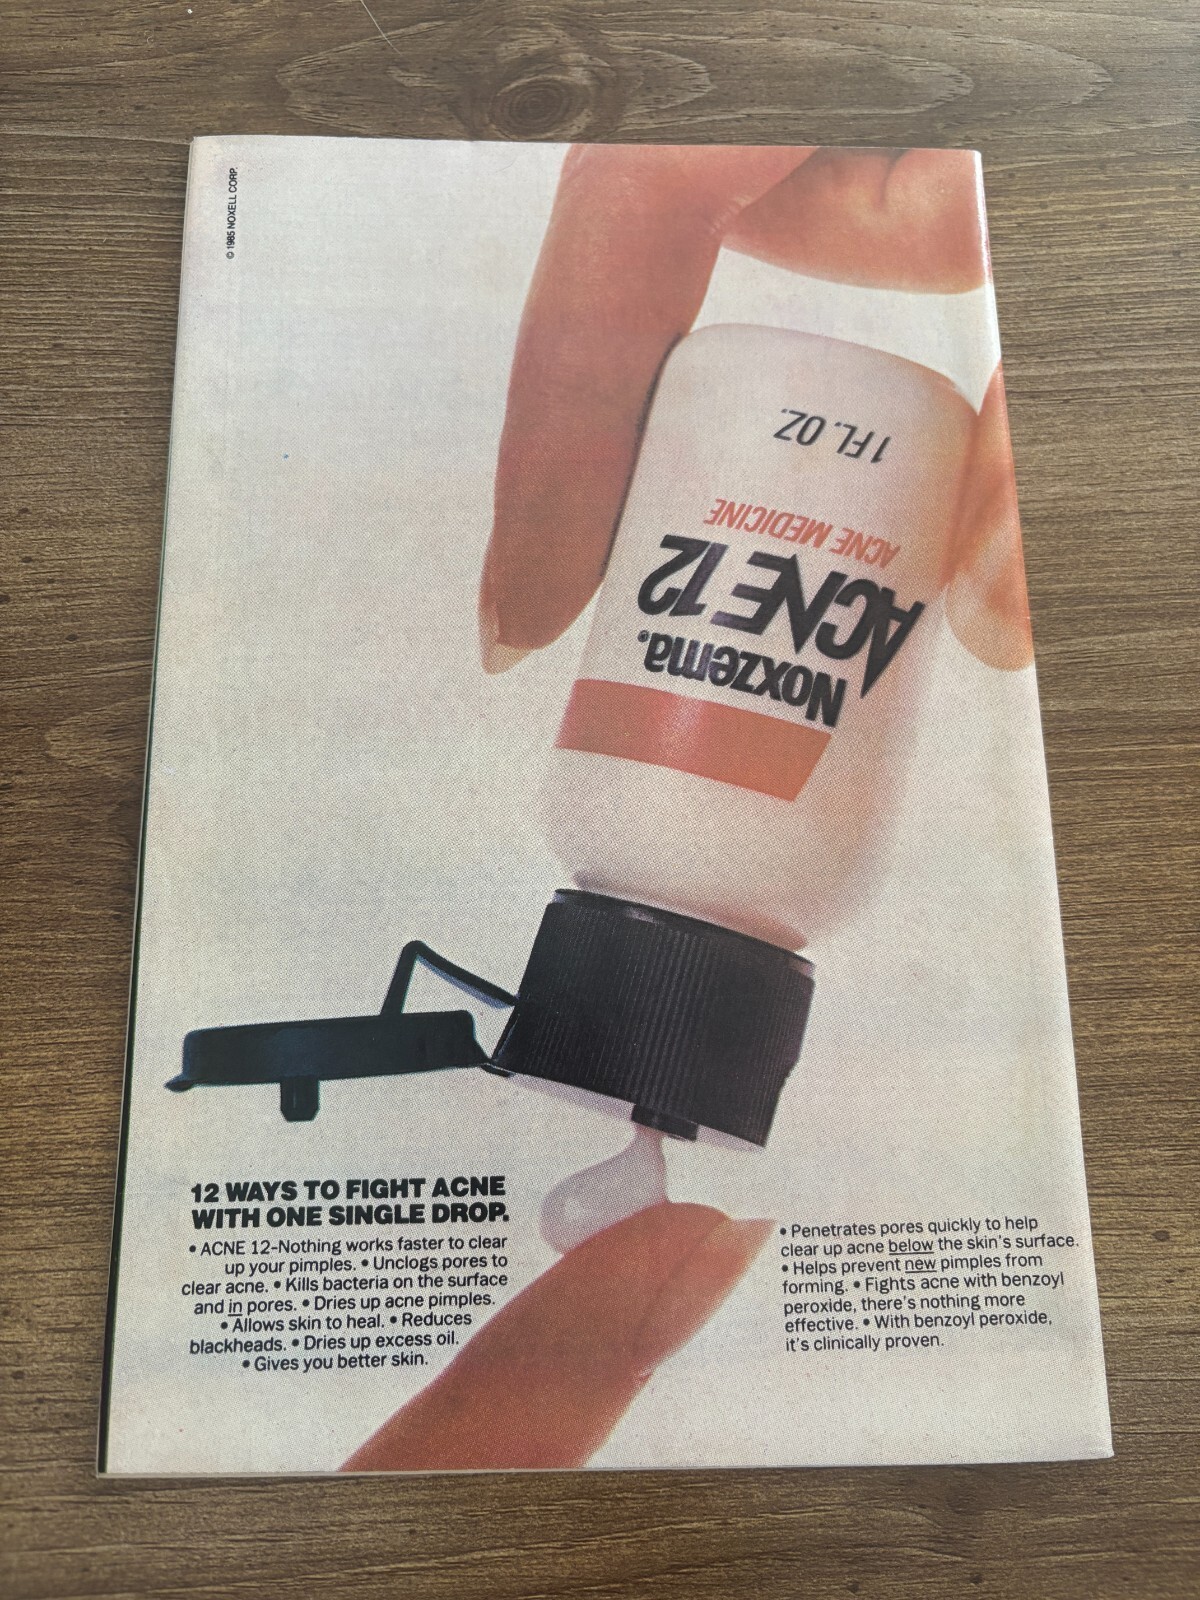 © 1985 NOXELL CORP.
1 FL. OZ.
ACNE MEDICINE
ACNE 12
Noxzema®
12 WAYS TO FIGHT ACNE
WITH ONE SINGLE DROP.
• ACNE 12–Nothing works faster to clear
up your pimples. • Unclogs pores to
clear acne. • Kills bacteria on the surface
and in pores. • Dries up acne pimples.
• Allows skin to heal. • Reduces
blackheads. • Dries up excess oil.
• Gives you better skin.
• Penetrates pores quickly to help
clear up acne below the skin's surface.
• Helps prevent new pimples from
forming. • Fights acne with benzoyl
peroxide, there's nothing more
effective. • With benzoyl peroxide,
it's clinically proven.